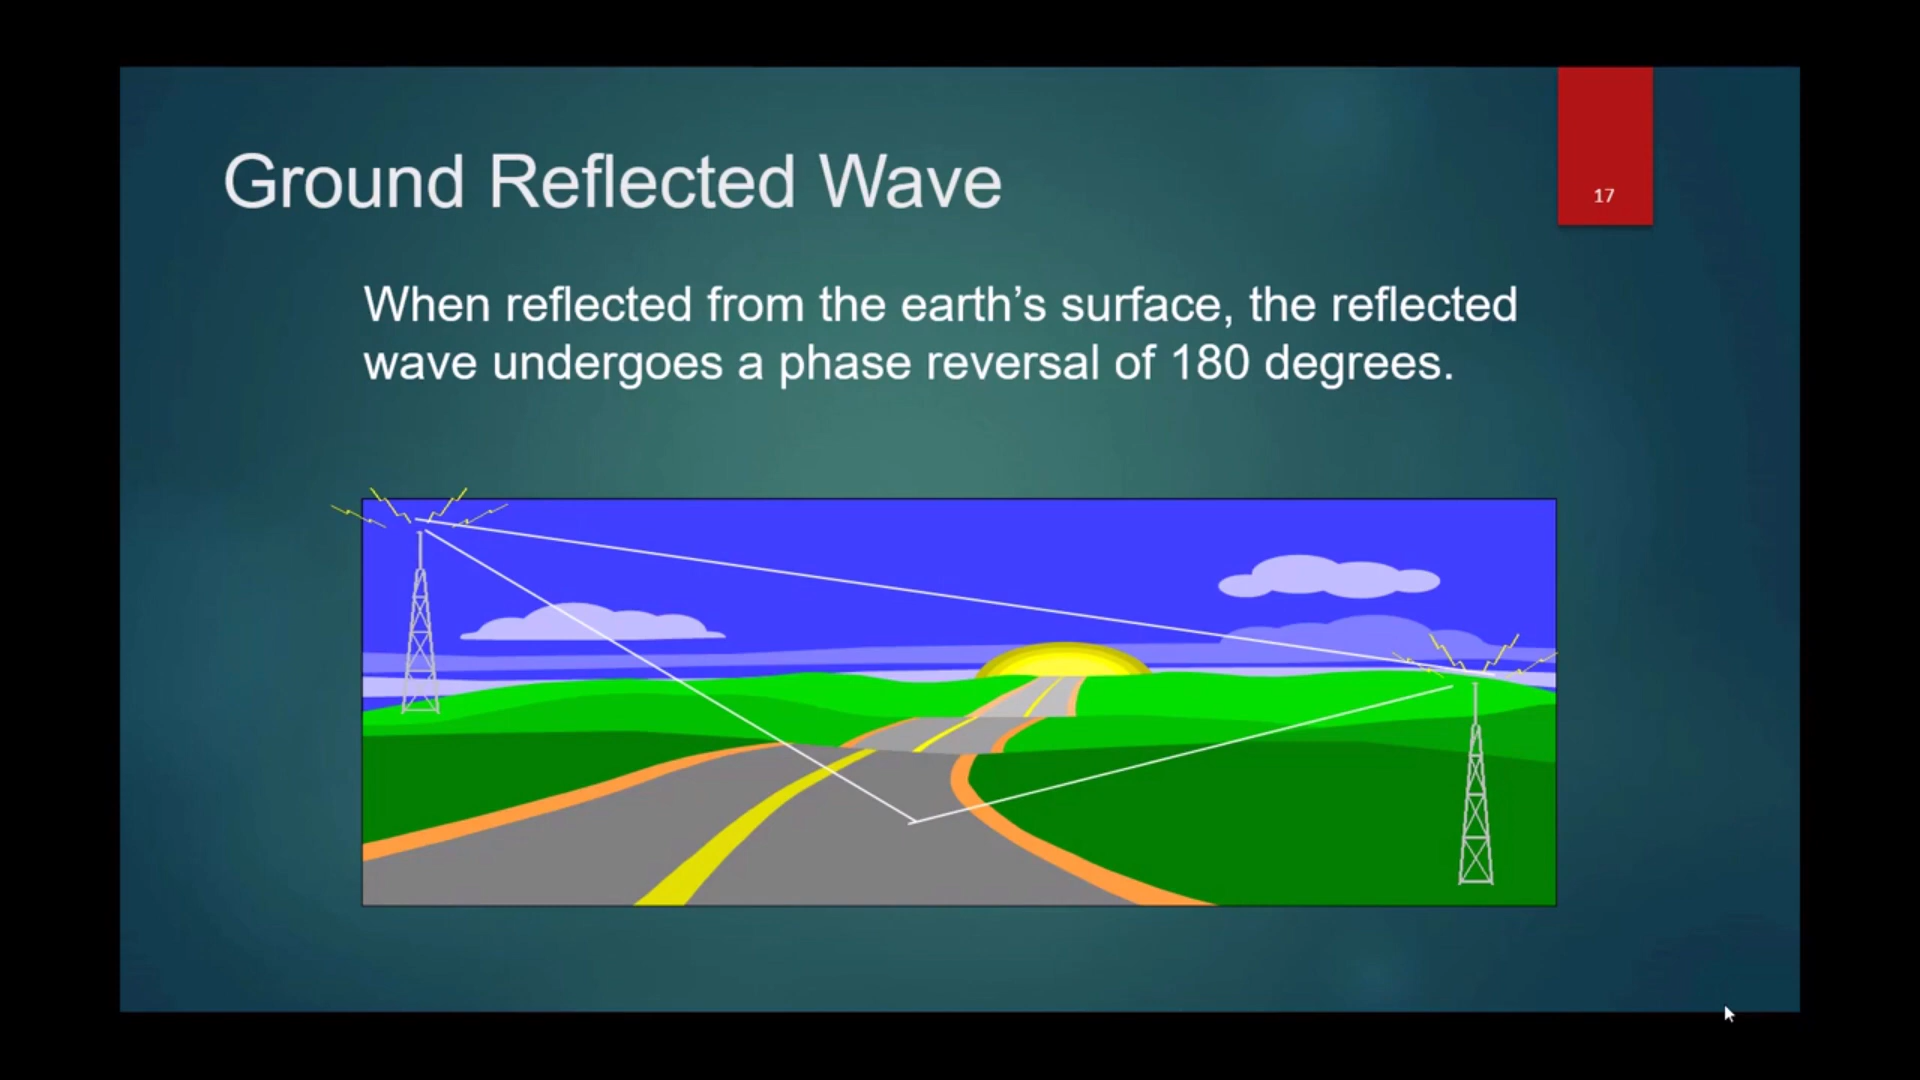 Ground Reflected Wave
17
When reflected from the earth’s surface, the reflected
wave undergoes a phase reversal of 180 degrees.